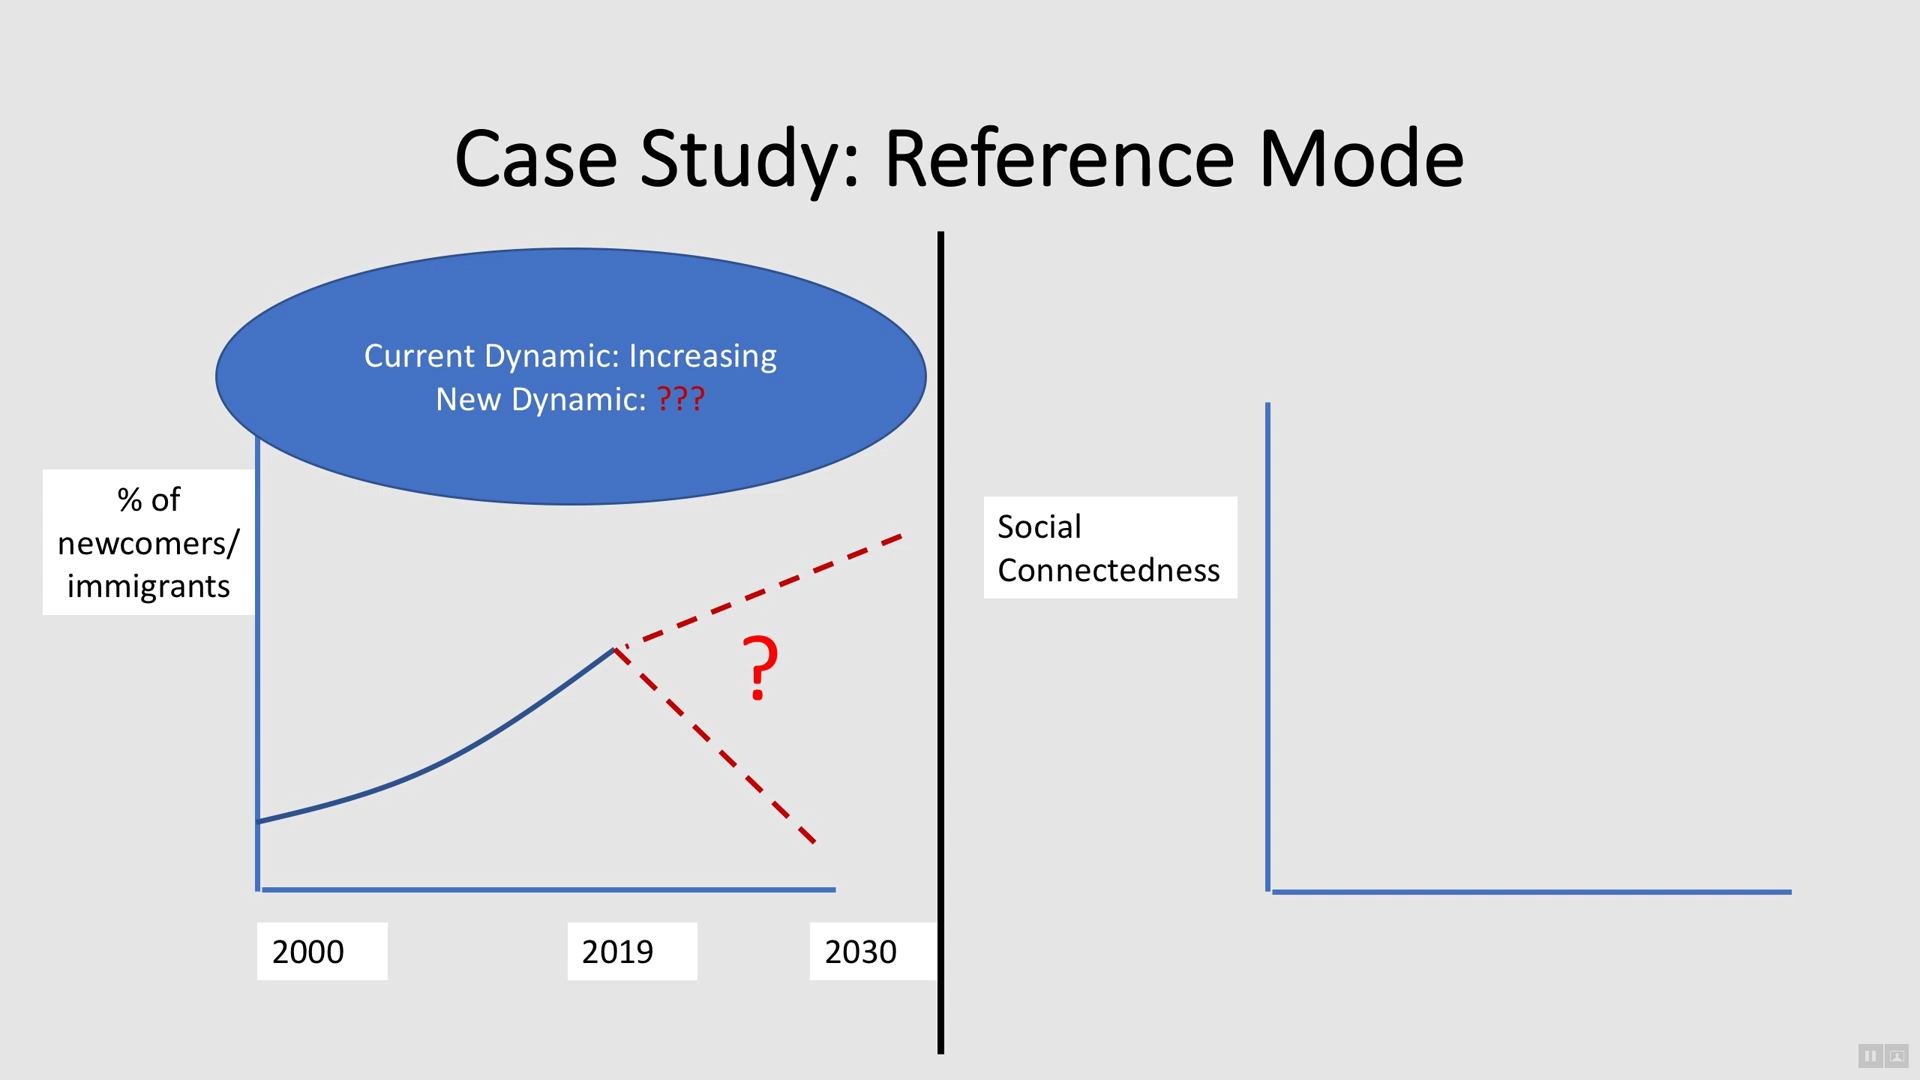 Case Study: Reference Mode
Current Dynamic: Increasing
New Dynamic: ???
% of
newcomers/
immigrants
?
2000
2019
2030
Social
Connectedness